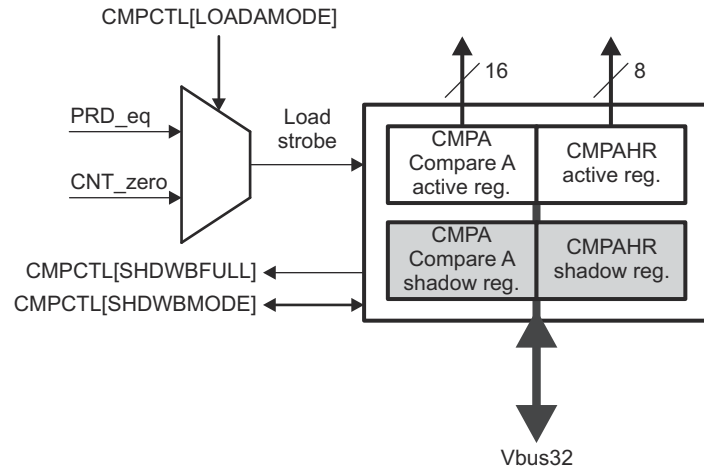 CMPCTL[LOADAMODE]
16
8
PRD_eq
Load
strobe
CNT_zero
CMPA
Compare A
active reg.
CMPAHR
active reg.
CMPA
Compare A
shadow reg.
CMPAHR
shadow reg.
CMPCTL[SHDWBFULL]
CMPCTL[SHDWBMODE]
Vbus32